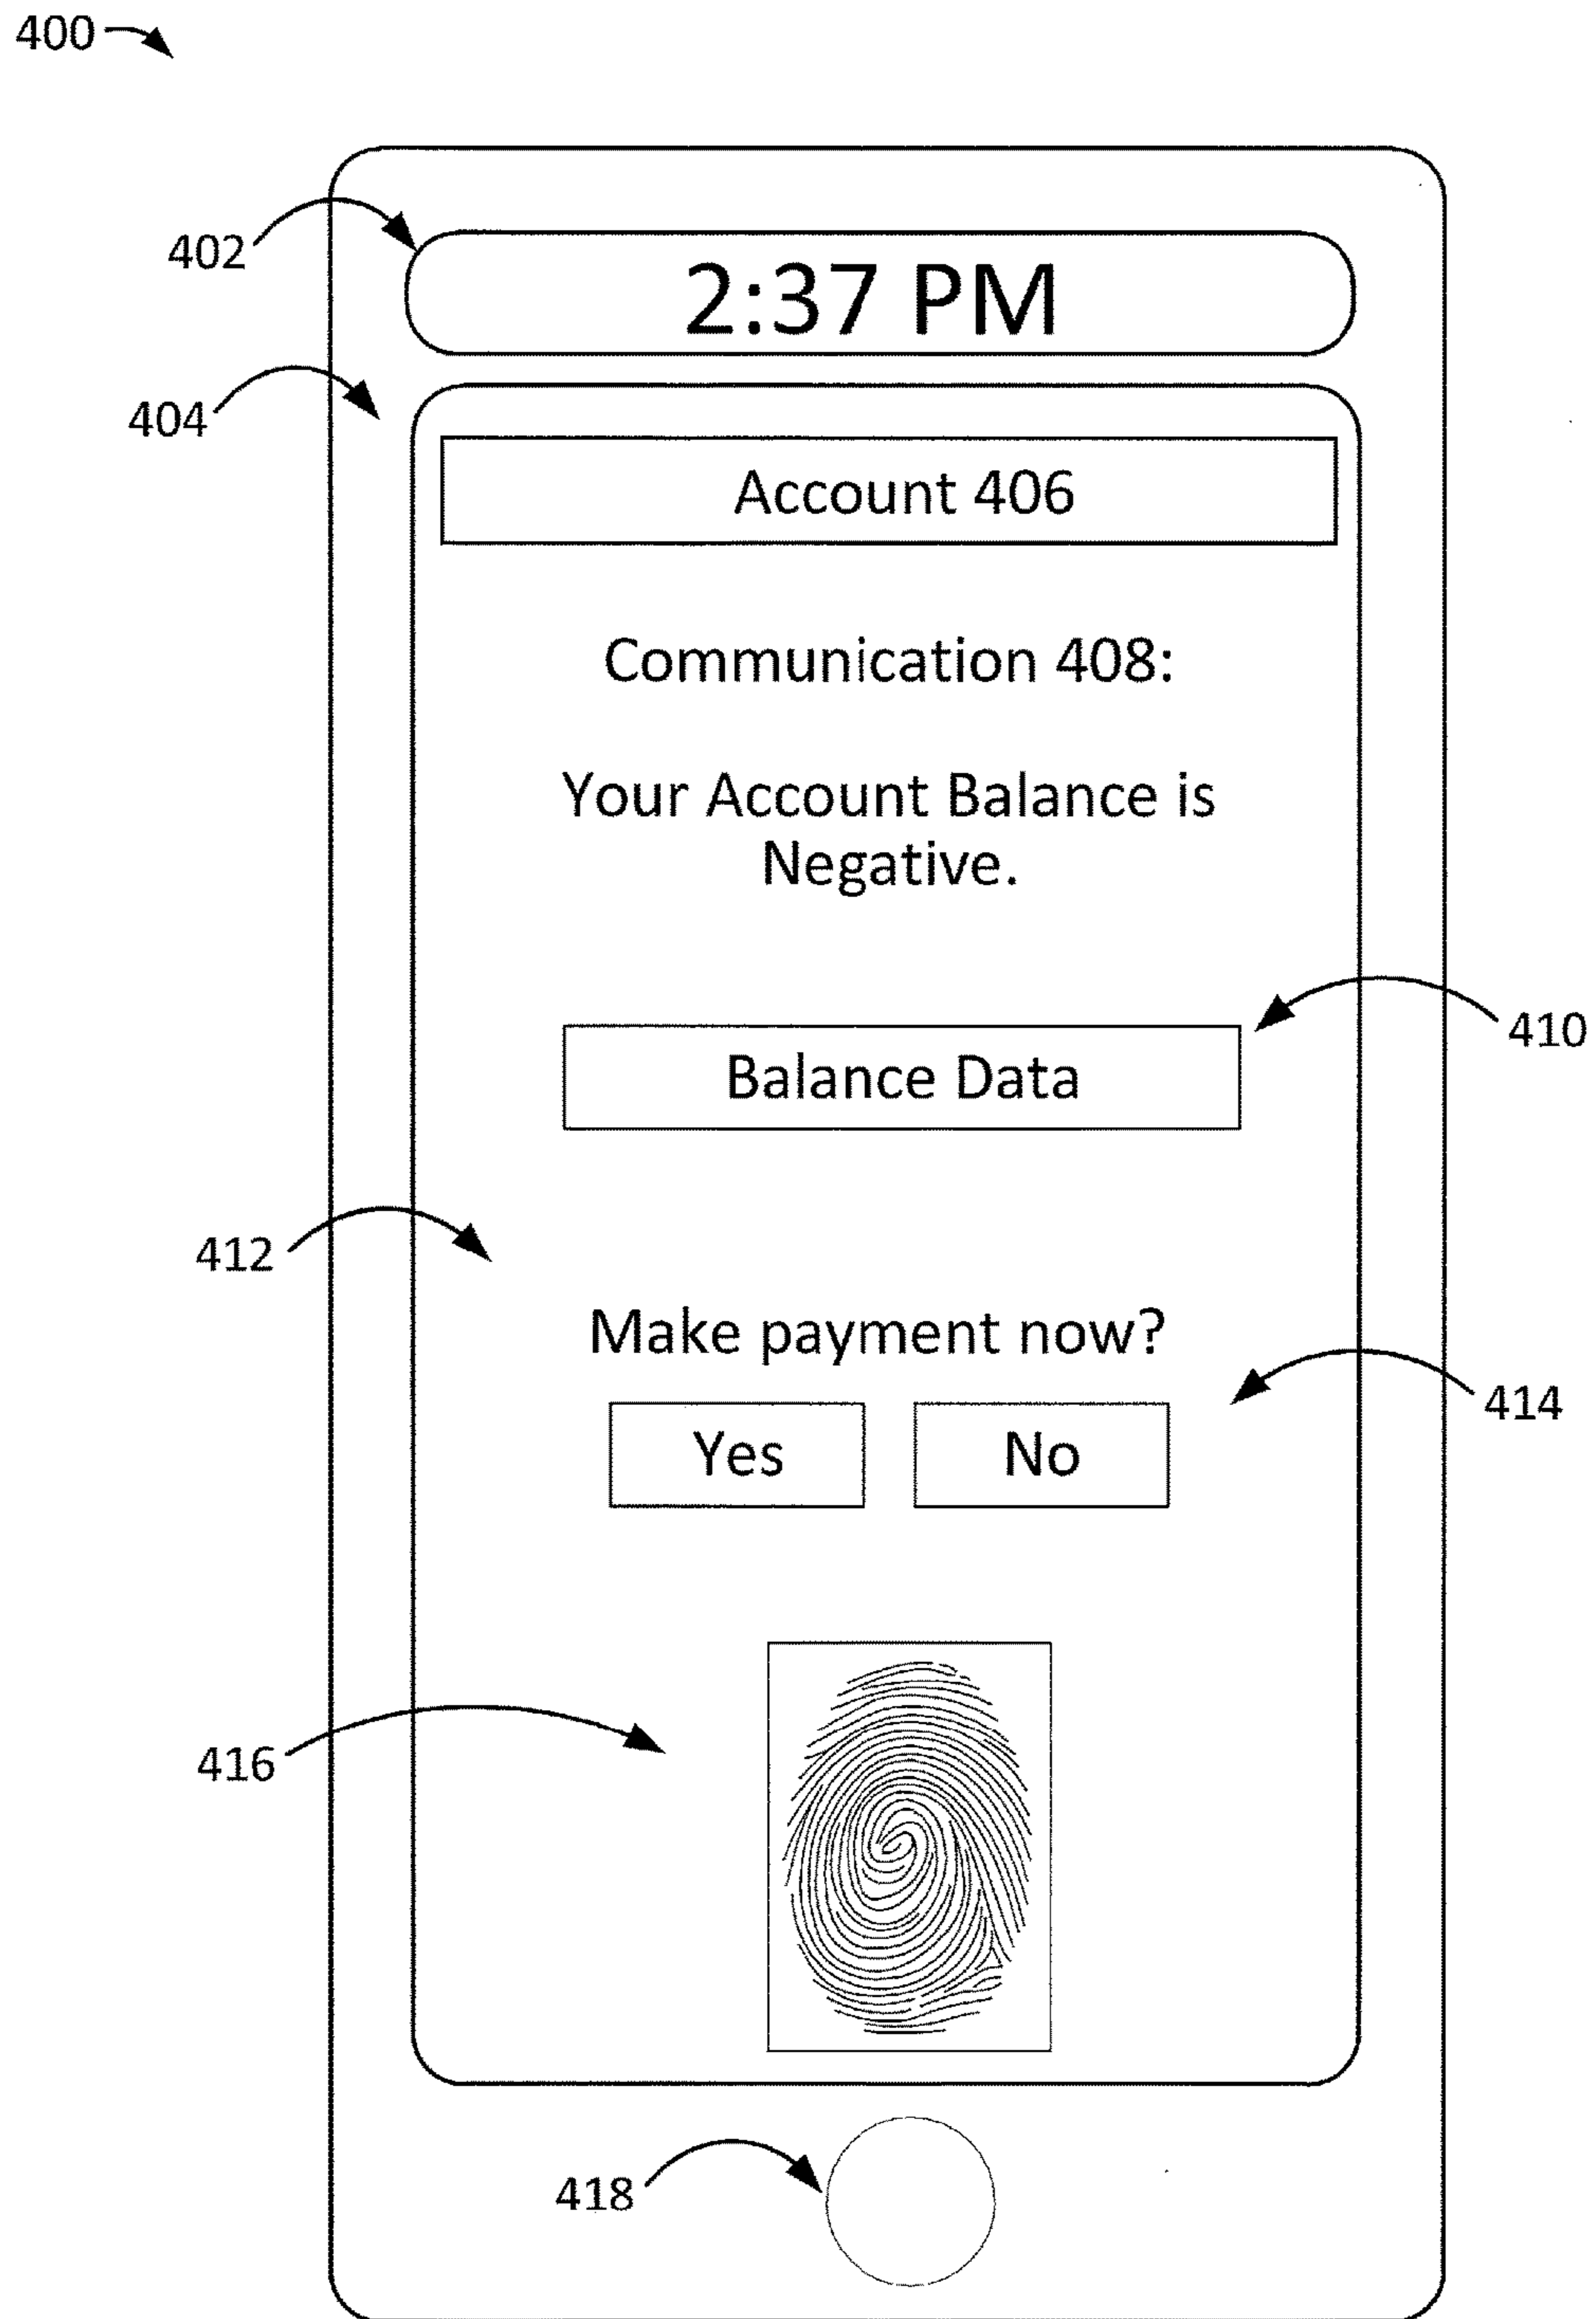 400
402
2:37 PM
404
Account 406
Communication 408:
Your Account Balance is
Negative.
410
Balance Data
412
Make payment now?
414
Yes No
416
418